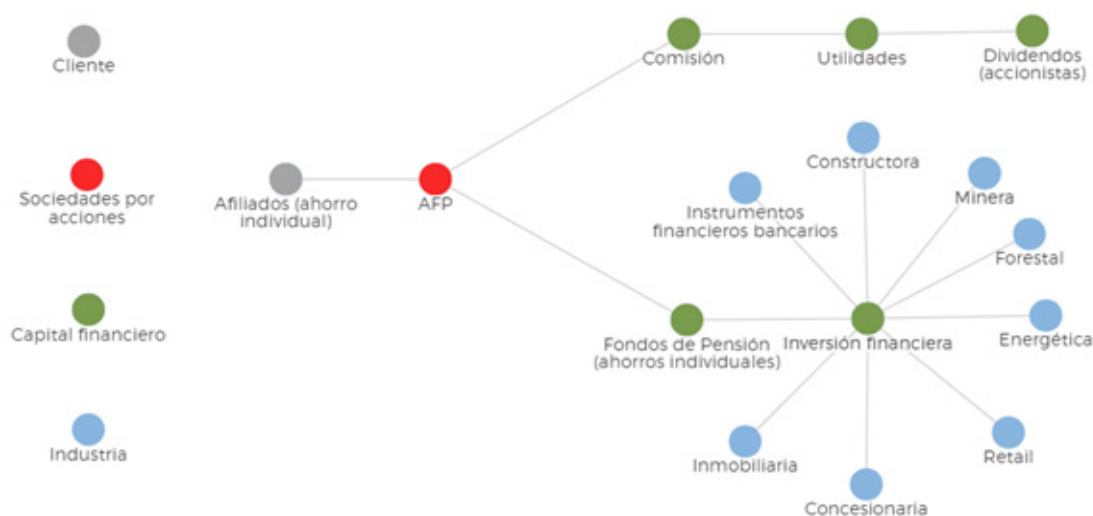 Cliente
Sociedades por
acciones
Capital financiero
Industria
Afiliados (ahorro
individual)
AFP
Comisión
Utilidades
Dividendos
(accionistas)
Constructora
Instrumentos
financieros bancarios
Minera
Forestal
Fondos de Pensión
(ahorros individuales)
Inversión financiera
Energética
Inmobiliaria
Concesionaria
Retail